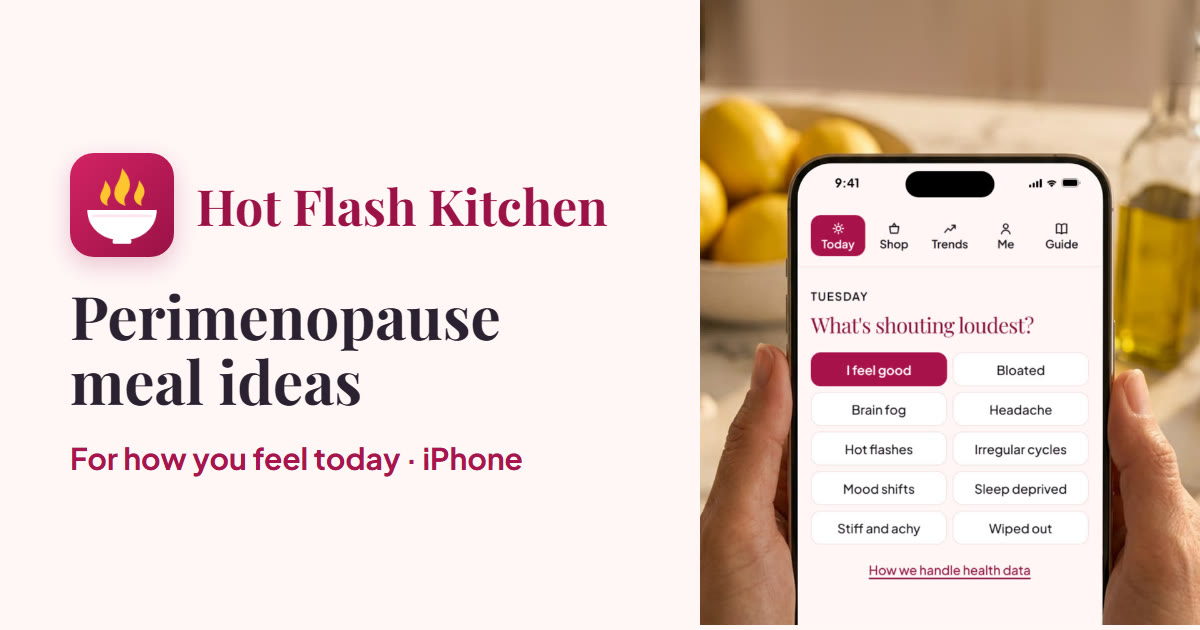 Hot Flash Kitchen
Perimenopause
meal ideas
For how you feel today · iPhone
9:41
Today Shop Trends Me Guide
TUESDAY
What's shouting loudest?
I feel good Bloated
Brain fog Headache
Hot flashes Irregular cycles
Mood shifts Sleep deprived
Stiff and achy Wiped out
How we handle health data